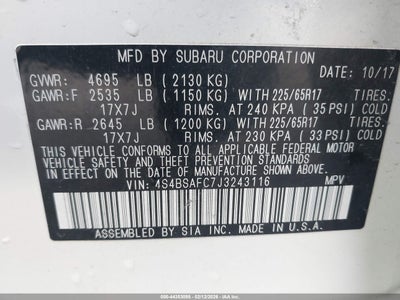 MFD BY SUBARU CORPORATION
GVWR: 4695 LB (2130 KG) DATE: 10/17
GAWR:F 2535 LB (1150 KG) WITH 225/65R17 TIRES.
17X7J RIMS. AT 240 KPA (35 PSI) COLD
GAWR:R 2645 LB (1200 KG) WITH 225/65R17 TIRES.
17X7J RIMS. AT 230 KPA (33 PSI) COLD
THIS VEHICLE CONFORMS TO ALL APPLICABLE FEDERAL MOTOR
VEHICLE SAFETY, BUMPER, AND THEFT PREVENTION STANDARDS
IN EFFECT ON THE DATE OF MANUFACTURE SHOWN ABOVE.
VIN: 4S4BSAFC7J3243116 MPV
ASSEMBLED BY SIA INC. MADE IN U.S.A.